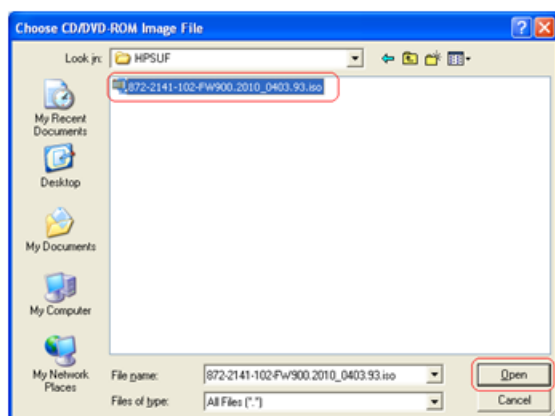 Choose CD/DVD-ROM Image File
Look in: HPSUF
872-2141-102-FW900.2010_0403.93.iso
My Recent
Documents
Desktop
My Documents
My Computer
My Network
Places
File name: 872-2141-102-FW900.2010_0403.93.iso Open
Files of type: All Files (*.*) Cancel